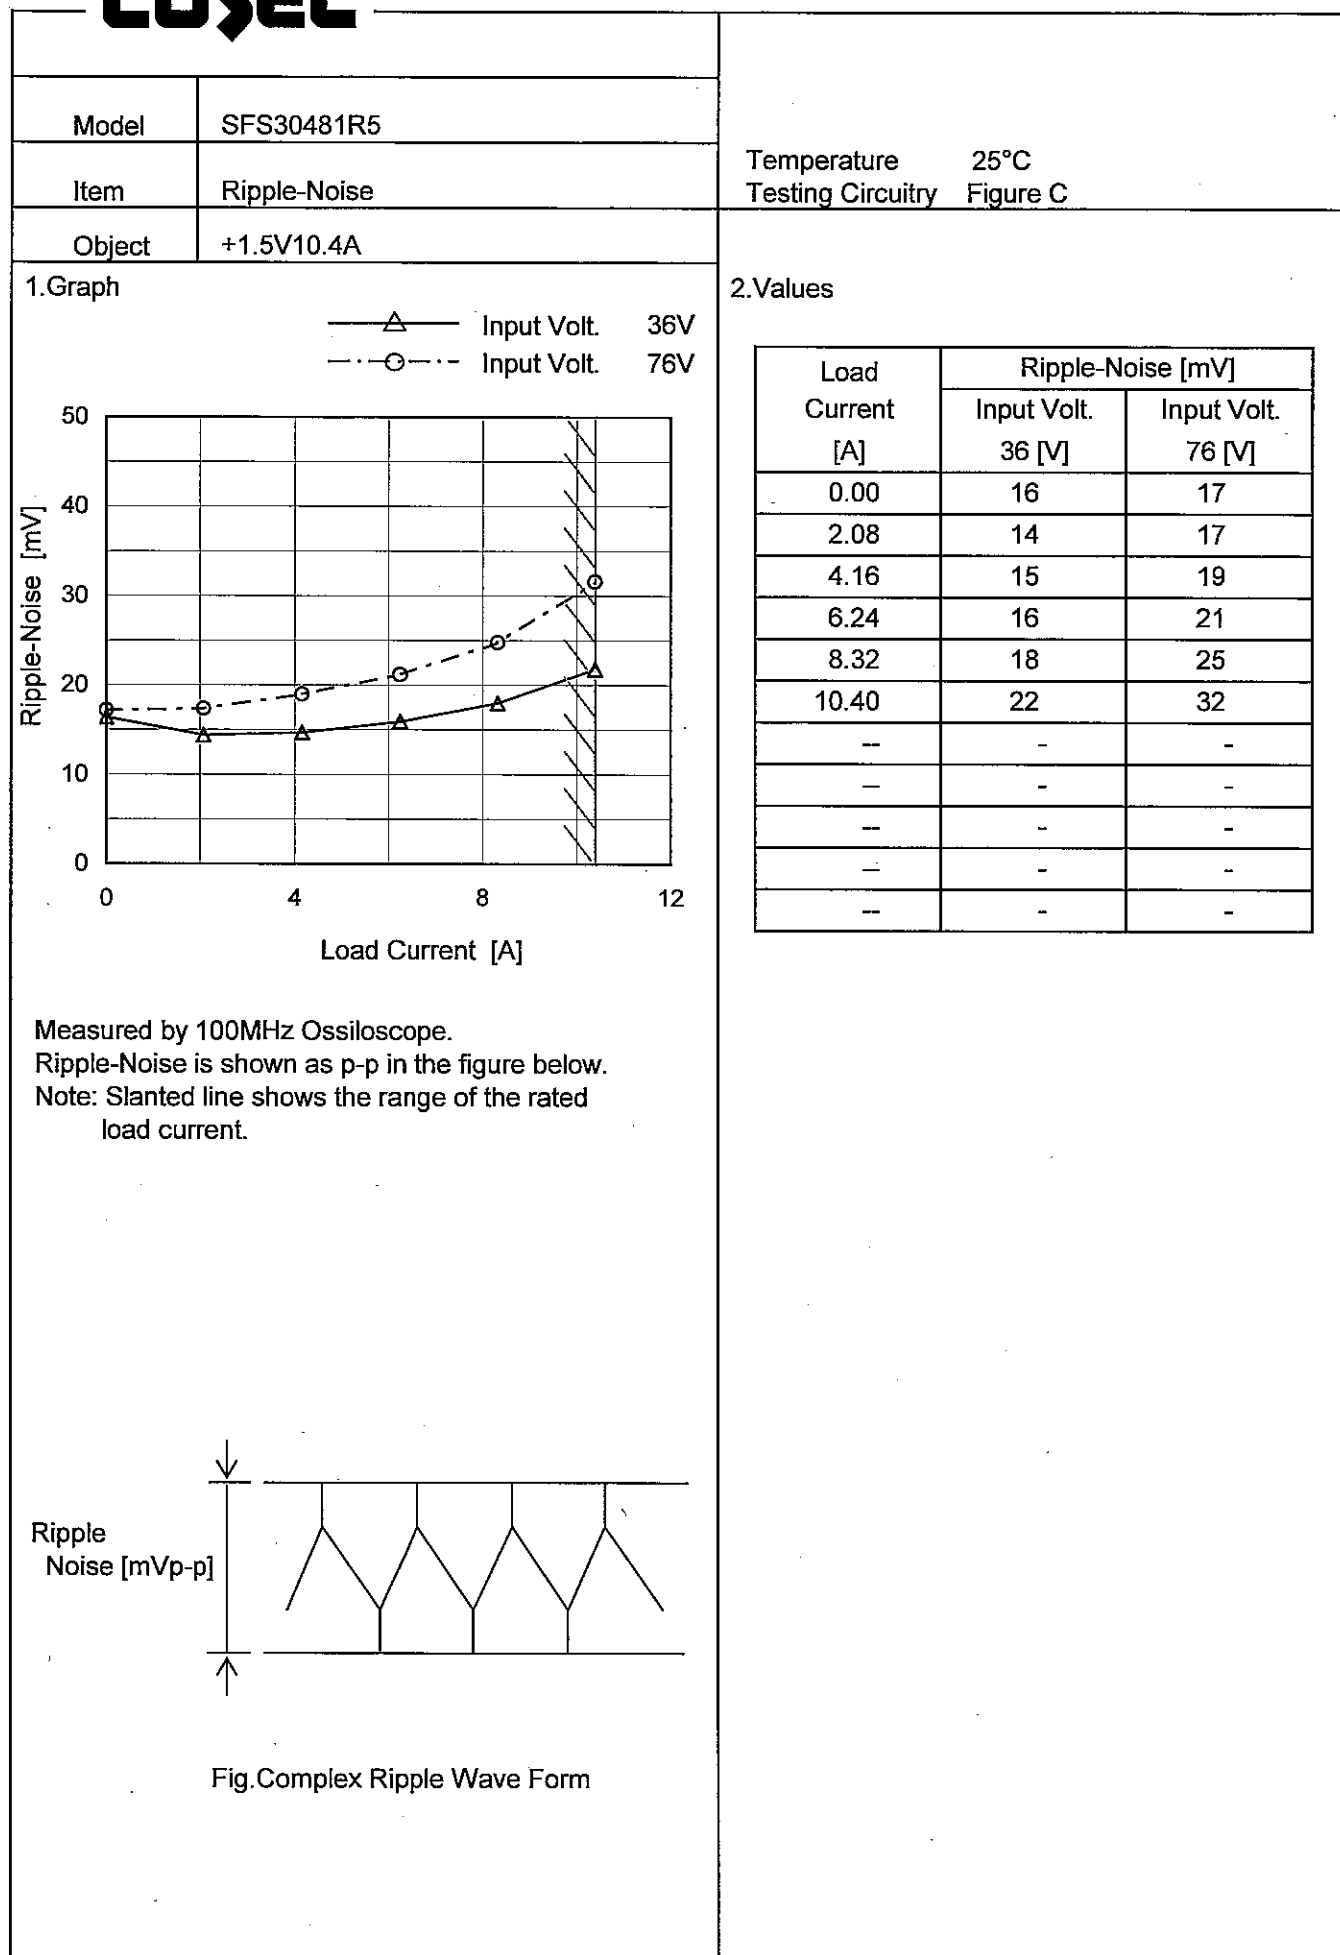 COSEL
Model SFS30481R5
Item Ripple-Noise
Object +1.5V10.4A
Temperature 25°C
Testing Circuitry Figure C
1.Graph
Input Volt. 36V
Input Volt. 76V
Ripple-Noise [mV]
50
40
30
20
10
0
0 4 8 12
Load Current [A]
Measured by 100MHz Ossiloscope.
Ripple-Noise is shown as p-p in the figure below.
Note: Slanted line shows the range of the rated
load current.
Ripple
Noise [mVp-p]
Fig.Complex Ripple Wave Form
2.Values
Load Ripple-Noise [mV]
Current Input Volt. Input Volt.
[A] 36 [V] 76 [V]
0.00 16 17
2.08 14 17
4.16 15 19
6.24 16 21
8.32 18 25
10.40 22 32
-- - -
-- - -
-- - -
-- - -
-- - -